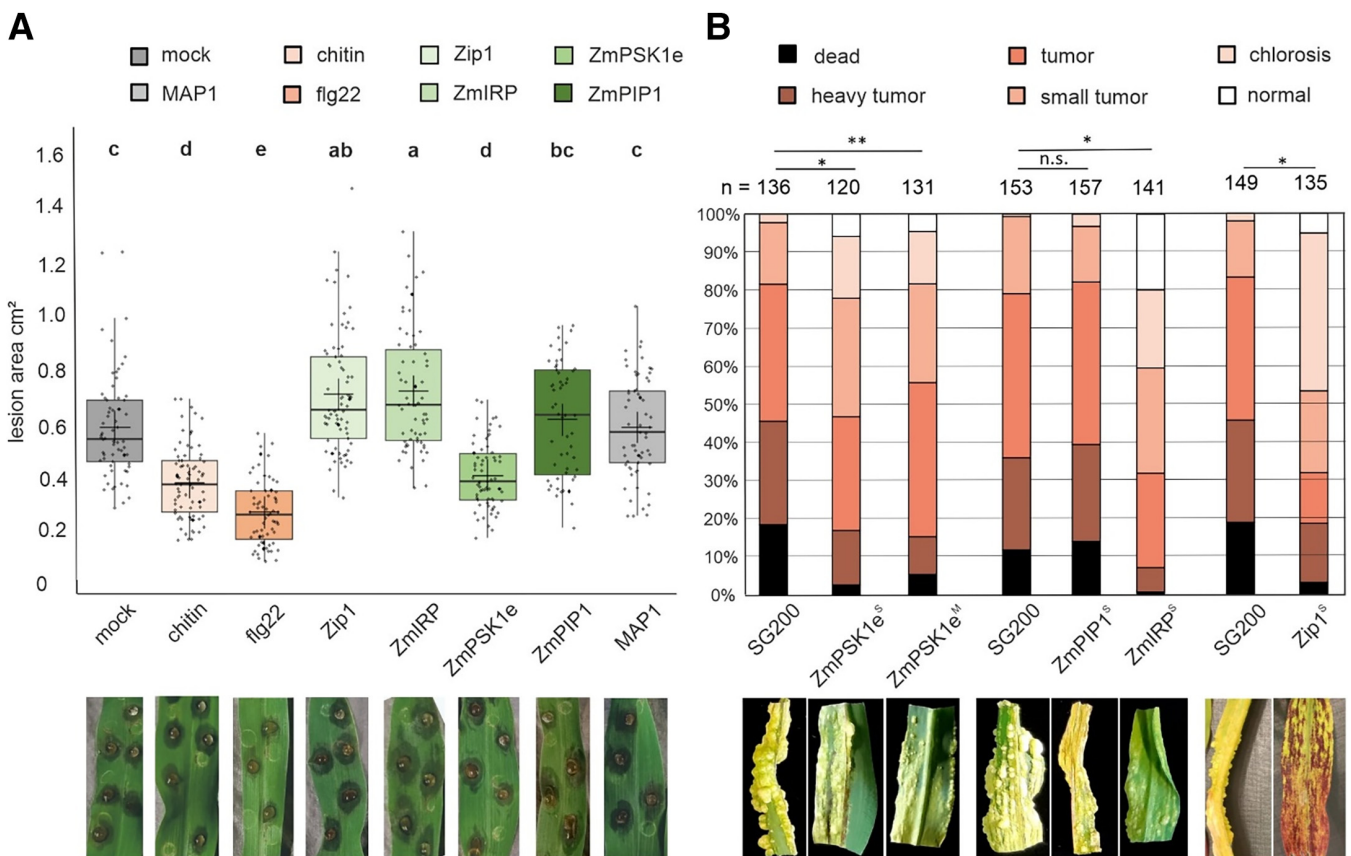 A
mock chitin Zip1 ZmPSK1e
MAP1 flg22 ZmIRP ZmPIP1
c d e ab a d bc c
1.6
1.4
1.2
1.0
0.8
0.6
0.4
0.2
0
lesion area cm²
mock chitin flg22 Zip1 ZmIRP ZmPSK1e ZmPIP1 MAP1
B
dead tumor chlorosis
heavy tumor small tumor normal
** *
* n.s. *
n = 136 120 131 153 157 141 149 135
100%
90%
80%
70%
60%
50%
40%
30%
20%
10%
0%
SG200 ZmPSK1eˢ ZmPSK1eᴹ SG200 ZmPIP1ˢ ZmIRPˢ SG200 Zip1ˢ